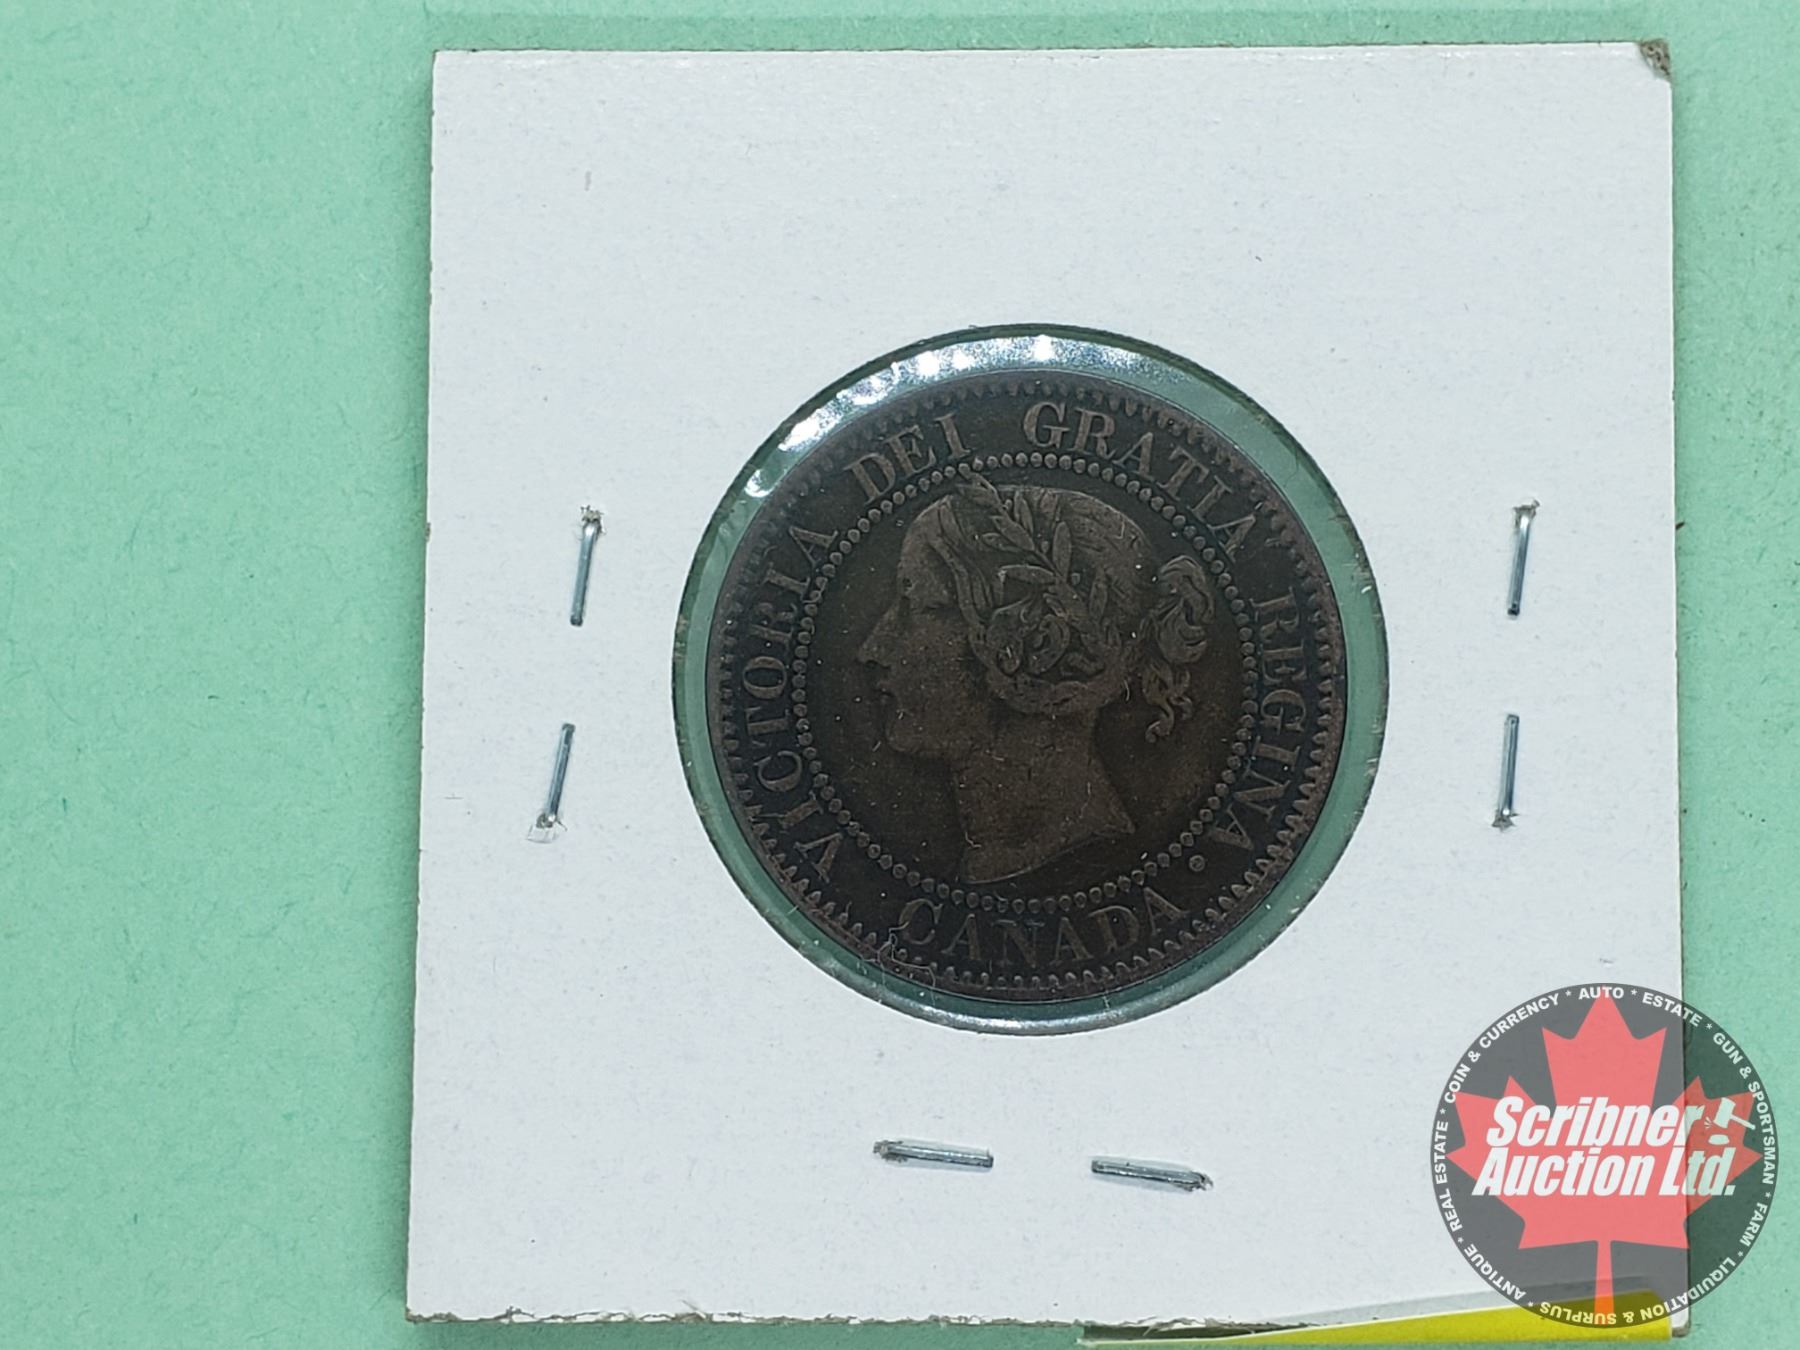 VICTORIA DEI GRATIA REGINA.
CANADA
Scribner
Auction Ltd.
REAL ESTATE * COIN & CURRENCY * AUTO * ESTATE * GUN & SPORTSMAN * FARM * LIQUIDATION & SURPLUS * ANTIQUE *